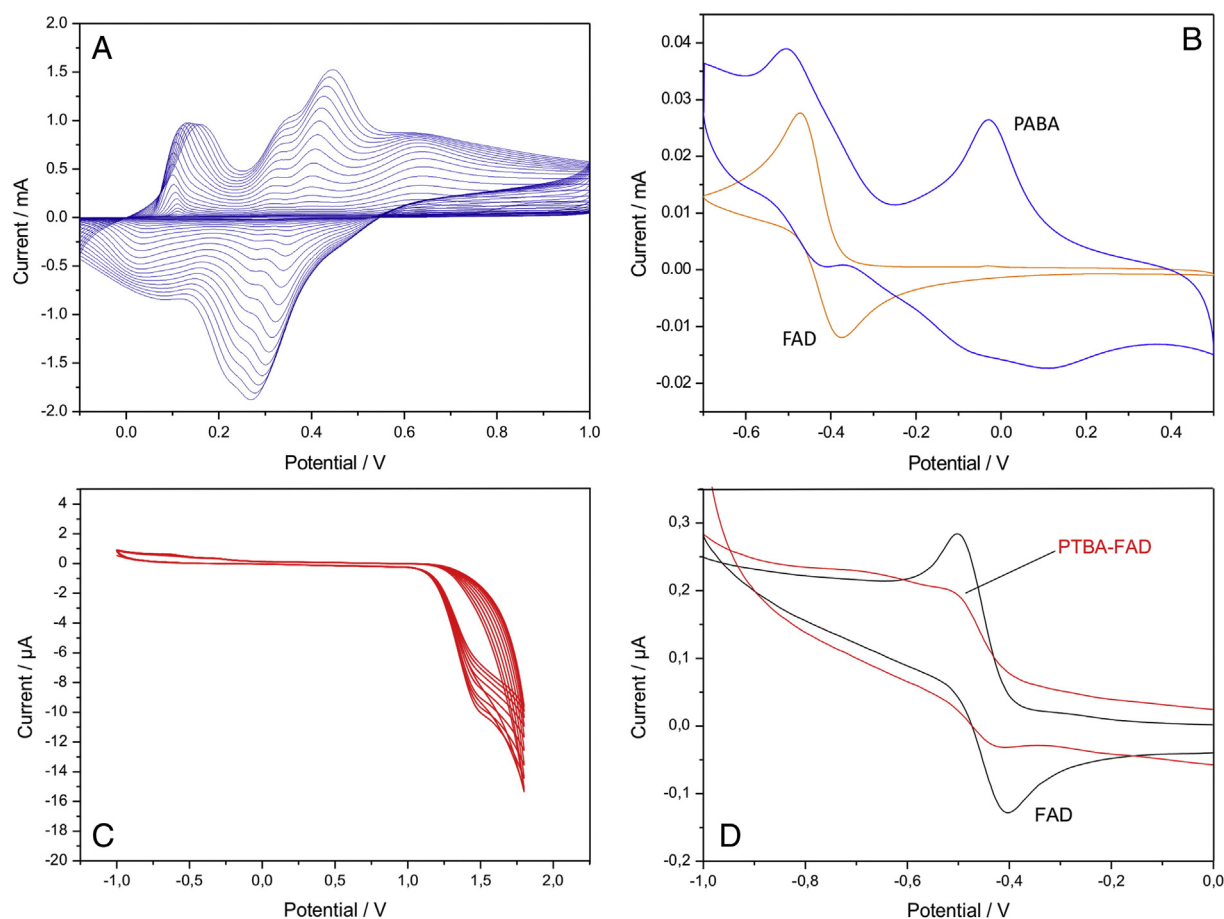 A
2.0
1.5
1.0
0.5
0.0
-0.5
-1.0
-1.5
-2.0
Current / mA
0.0 0.2 0.4 0.6 0.8 1.0
Potential / V
B
0.04
0.03
0.02
0.01
0.00
-0.01
-0.02
Current / mA
PABA
FAD
-0.6 -0.4 -0.2 0.0 0.2 0.4
Potential / V
4
2
0
-2
-4
-6
-8
-10
-12
-14
-16
-18
-20
Current / µA
C
-1,0 -0,5 0,0 0,5 1,0 1,5 2,0
Potential / V
0,3
0,2
0,1
0,0
-0,1
-0,2
Current / µA
PTBA-FAD
FAD
D
-1,0 -0,8 -0,6 -0,4 -0,2 0,0
Potential / V